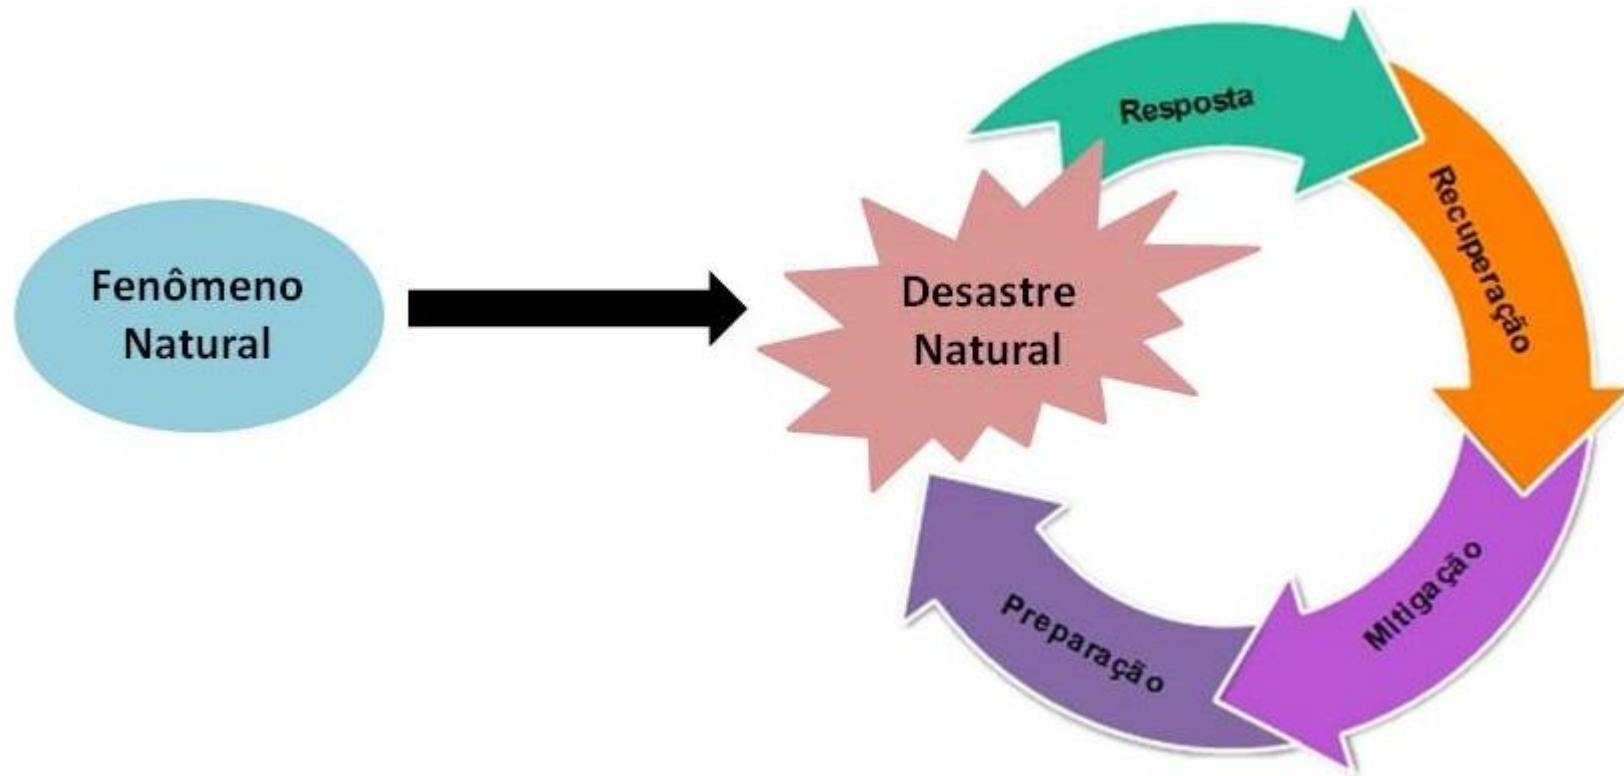 Fenômeno
Natural
Desastre
Natural
Resposta
Recuperação
Mitigação
Preparação